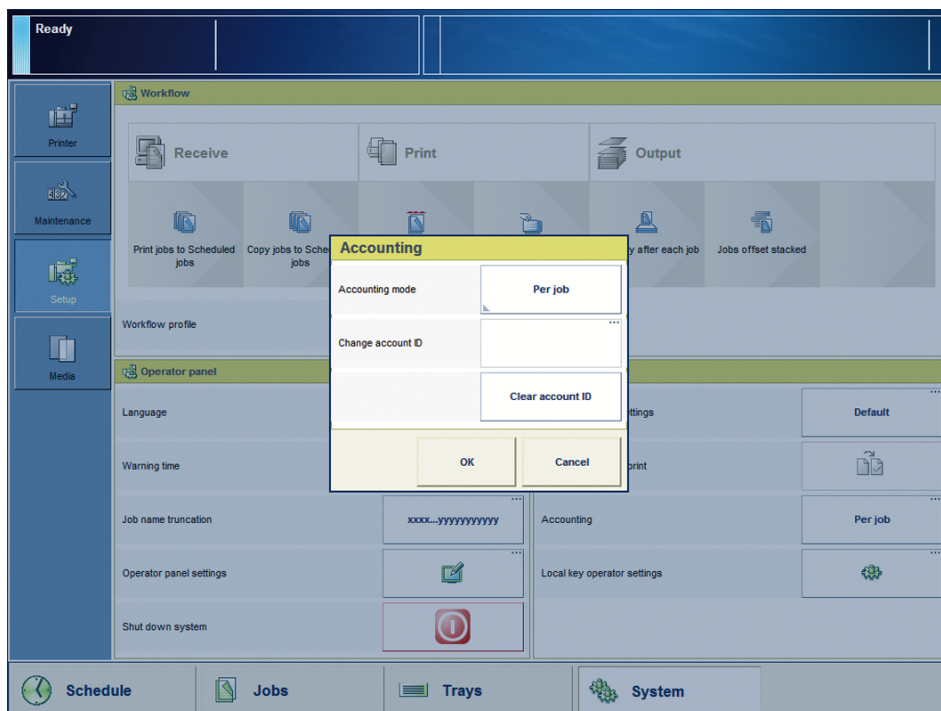 Ready
Printer
Maintenance
Setup
Media
Workflow
Receive
Print
Output
Print jobs to Scheduled
jobs
Copy jobs to Sche
jobs
y after each job
Jobs offset stacked
Workflow profile
Accounting
Accounting mode
Per job
Change account ID
...
Clear account ID
OK
Cancel
Operator panel
Language
ttings
...
Default
Warning time
print
Job name truncation
...
xxxx...yyyyyyyyyyy
Accounting
...
Per job
Operator panel settings
...
Local key operator settings
...
Shut down system
Schedule
Jobs
Trays
System